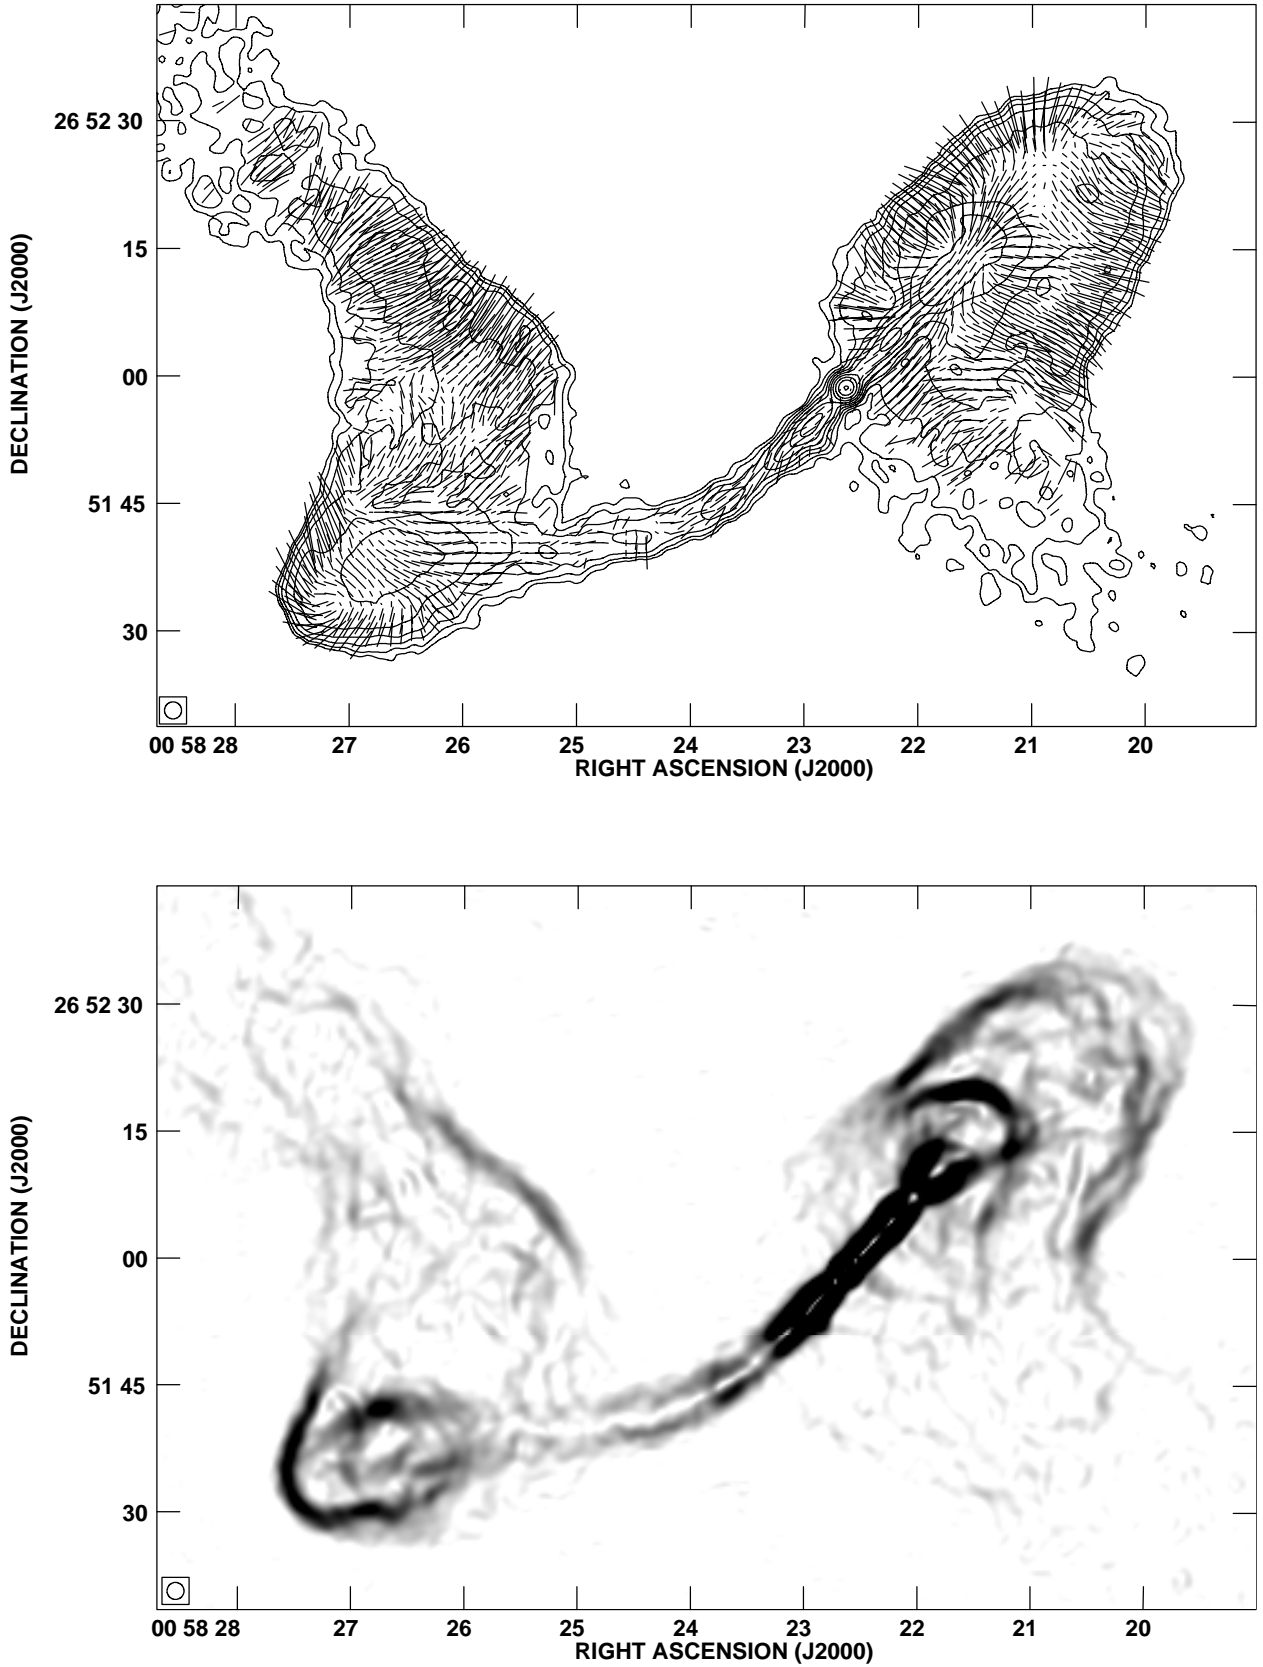 26 52 30
15
00
51 45
30
DECLINATION (J2000)
00 58 28 27 26 25 24 23 22 21 20
RIGHT ASCENSION (J2000)
26 52 30
15
00
51 45
30
DECLINATION (J2000)
00 58 28 27 26 25 24 23 22 21 20
RIGHT ASCENSION (J2000)